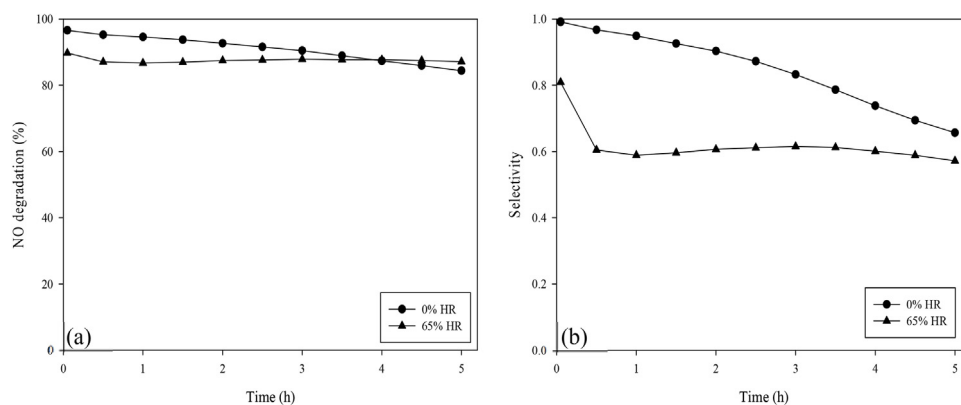 100
80
60
40
20
0
NO degradation (%)
0% HR
65% HR
(a)
0 1 2 3 4 5
Time (h)
1.0
0.8
0.6
0.4
0.2
0.0
Selectivity
0% HR
65% HR
(b)
0 1 2 3 4 5
Time (h)